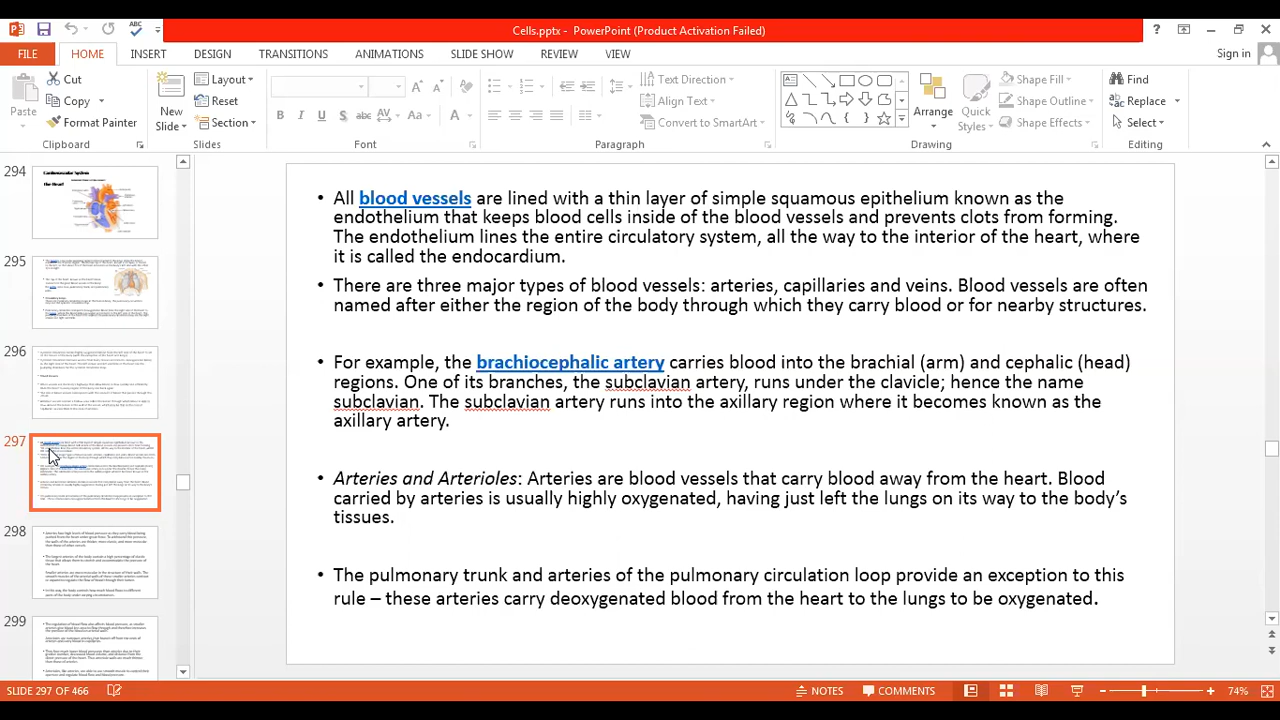 Cells.pptx - PowerPoint (Product Activation Failed)
FILE HOME INSERT DESIGN TRANSITIONS ANIMATIONS SLIDE SHOW REVIEW VIEW Sign in
Paste
Cut
Copy
Format Painter
Clipboard
New Slide
Layout
Reset
Section
Slides
Font
Text Direction
Align Text
Convert to SmartArt
Paragraph
Arrange
Quick Styles
Shape Fill
Shape Outline
Shape Effects
Drawing
Find
Replace
Select
Editing
294
Cardiovascular System
The Heart
295
296
297
298
299
• All blood vessels are lined with a thin layer of simple squamous epithelium known as the
endothelium that keeps blood cells inside of the blood vessels and prevents clots from forming.
The endothelium lines the entire circulatory system, all the way to the interior of the heart, where
it is called the endocardium.
• There are three major types of blood vessels: arteries, capillaries and veins. Blood vessels are often
named after either the region of the body through which they carry blood or for nearby structures.
• For example, the brachiocephalic artery carries blood into the brachial (arm) and cephalic (head)
regions. One of its branches, the subclavian artery, runs under the clavicle; hence the name
subclavian. The subclavian artery runs into the axillary region where it becomes known as the
axillary artery.
• Arteries and Arterioles: Arteries are blood vessels that carry blood away from the heart. Blood
carried by arteries is usually highly oxygenated, having just left the lungs on its way to the body's
tissues.
• The pulmonary trunk and arteries of the pulmonary circulation loop provide an exception to this
rule – these arteries carry deoxygenated blood from the heart to the lungs to be oxygenated.
SLIDE 297 OF 466 NOTES COMMENTS 74%